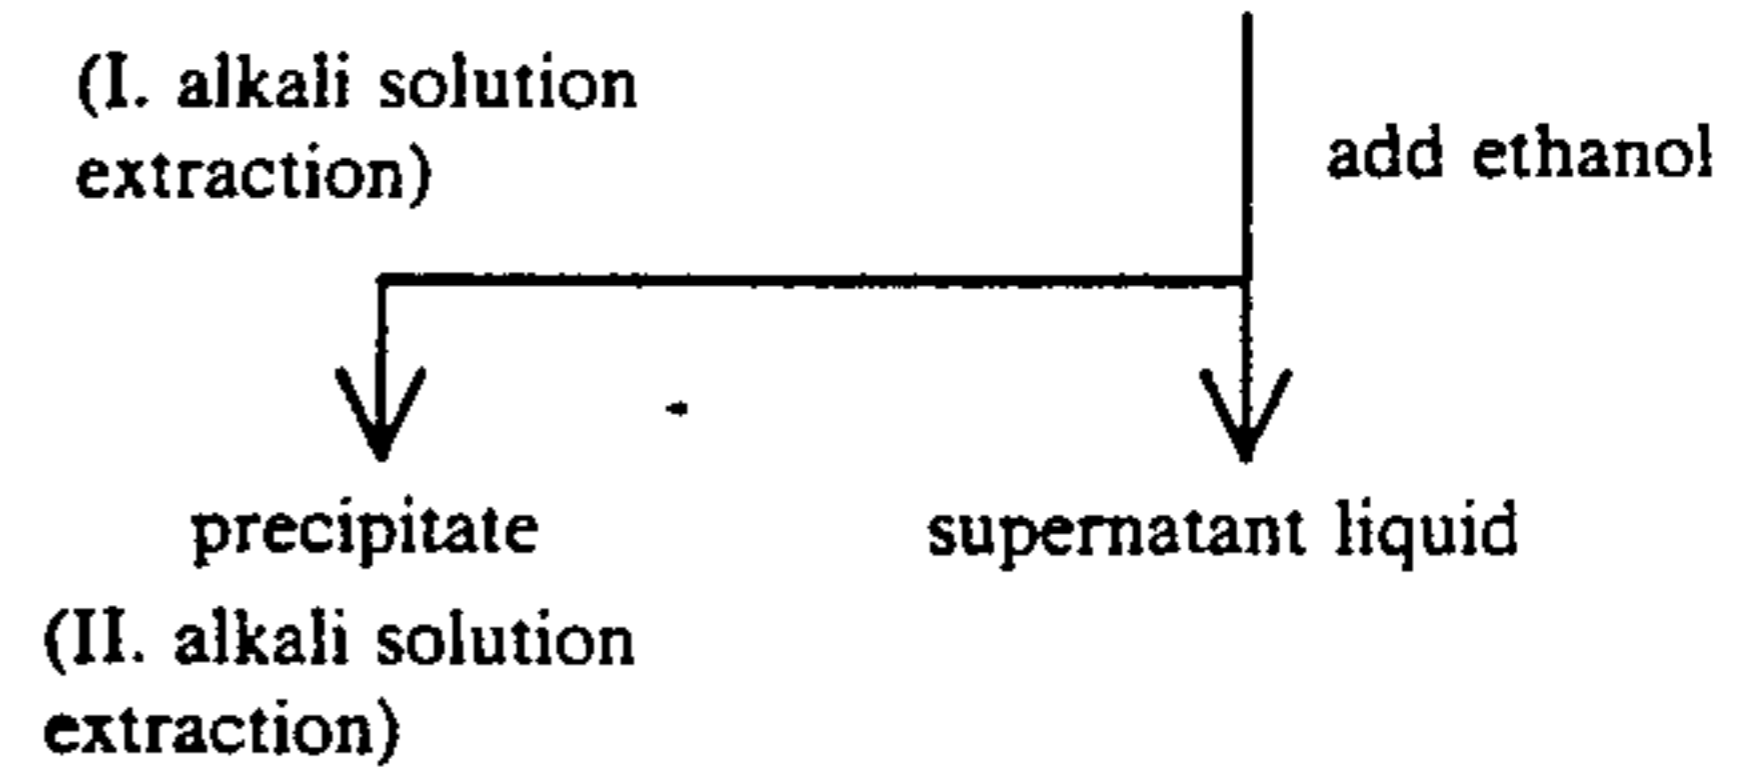 (I. alkali solution
extraction)
add ethanol
precipitate
supernatant liquid
(II. alkali solution
extraction)